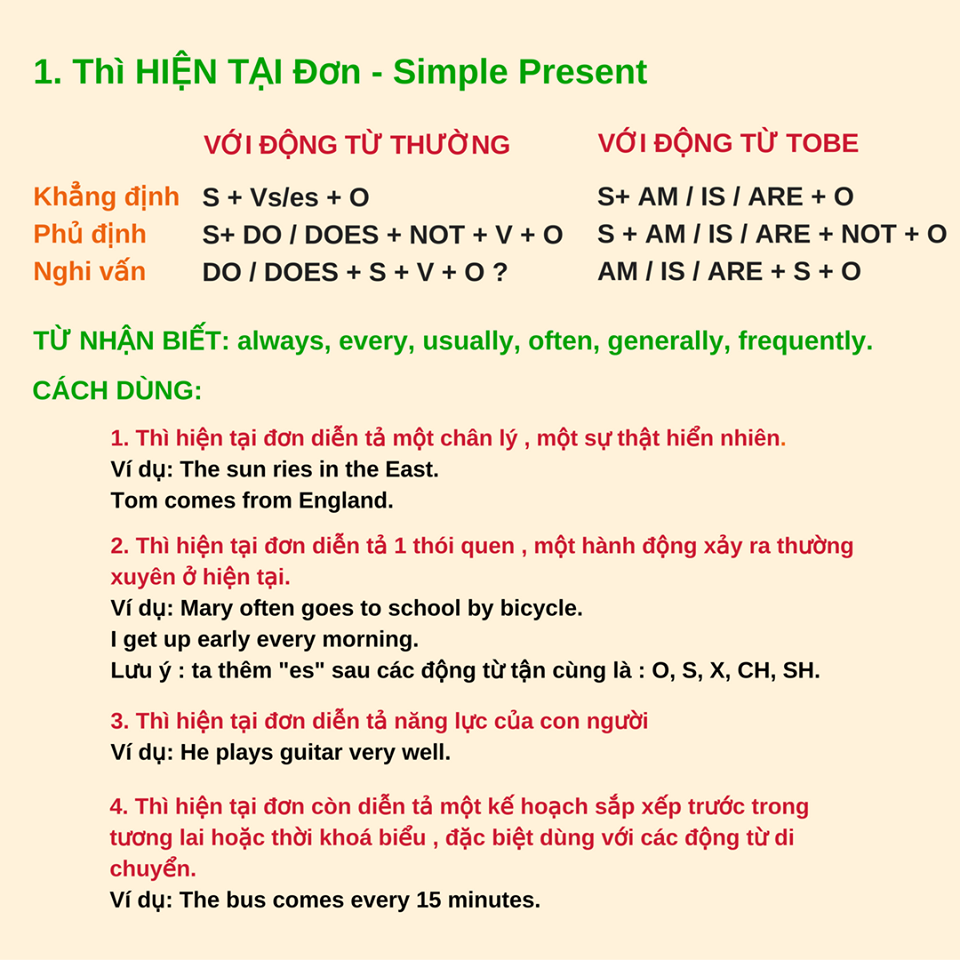 1. Thì HIỆN TẠI Đơn - Simple Present
VỚI ĐỘNG TỪ THƯỜNG VỚI ĐỘNG TỪ TOBE
Khẳng định S + Vs/es + O S+ AM / IS / ARE + O
Phủ định S+ DO / DOES + NOT + V + O S + AM / IS / ARE + NOT + O
Nghi vấn DO / DOES + S + V + O ? AM / IS / ARE + S + O
TỪ NHẬN BIẾT: always, every, usually, often, generally, frequently.
CÁCH DÙNG:
1. Thì hiện tại đơn diễn tả một chân lý , một sự thật hiển nhiên.
Ví dụ: The sun ries in the East.
Tom comes from England.
2. Thì hiện tại đơn diễn tả 1 thói quen , một hành động xảy ra thường
xuyên ở hiện tại.
Ví dụ: Mary often goes to school by bicycle.
I get up early every morning.
Lưu ý : ta thêm "es" sau các động từ tận cùng là : O, S, X, CH, SH.
3. Thì hiện tại đơn diễn tả năng lực của con người
Ví dụ: He plays guitar very well.
4. Thì hiện tại đơn còn diễn tả một kế hoạch sắp xếp trước trong
tương lai hoặc thời khoá biểu , đặc biệt dùng với các động từ di
chuyển.
Ví dụ: The bus comes every 15 minutes.